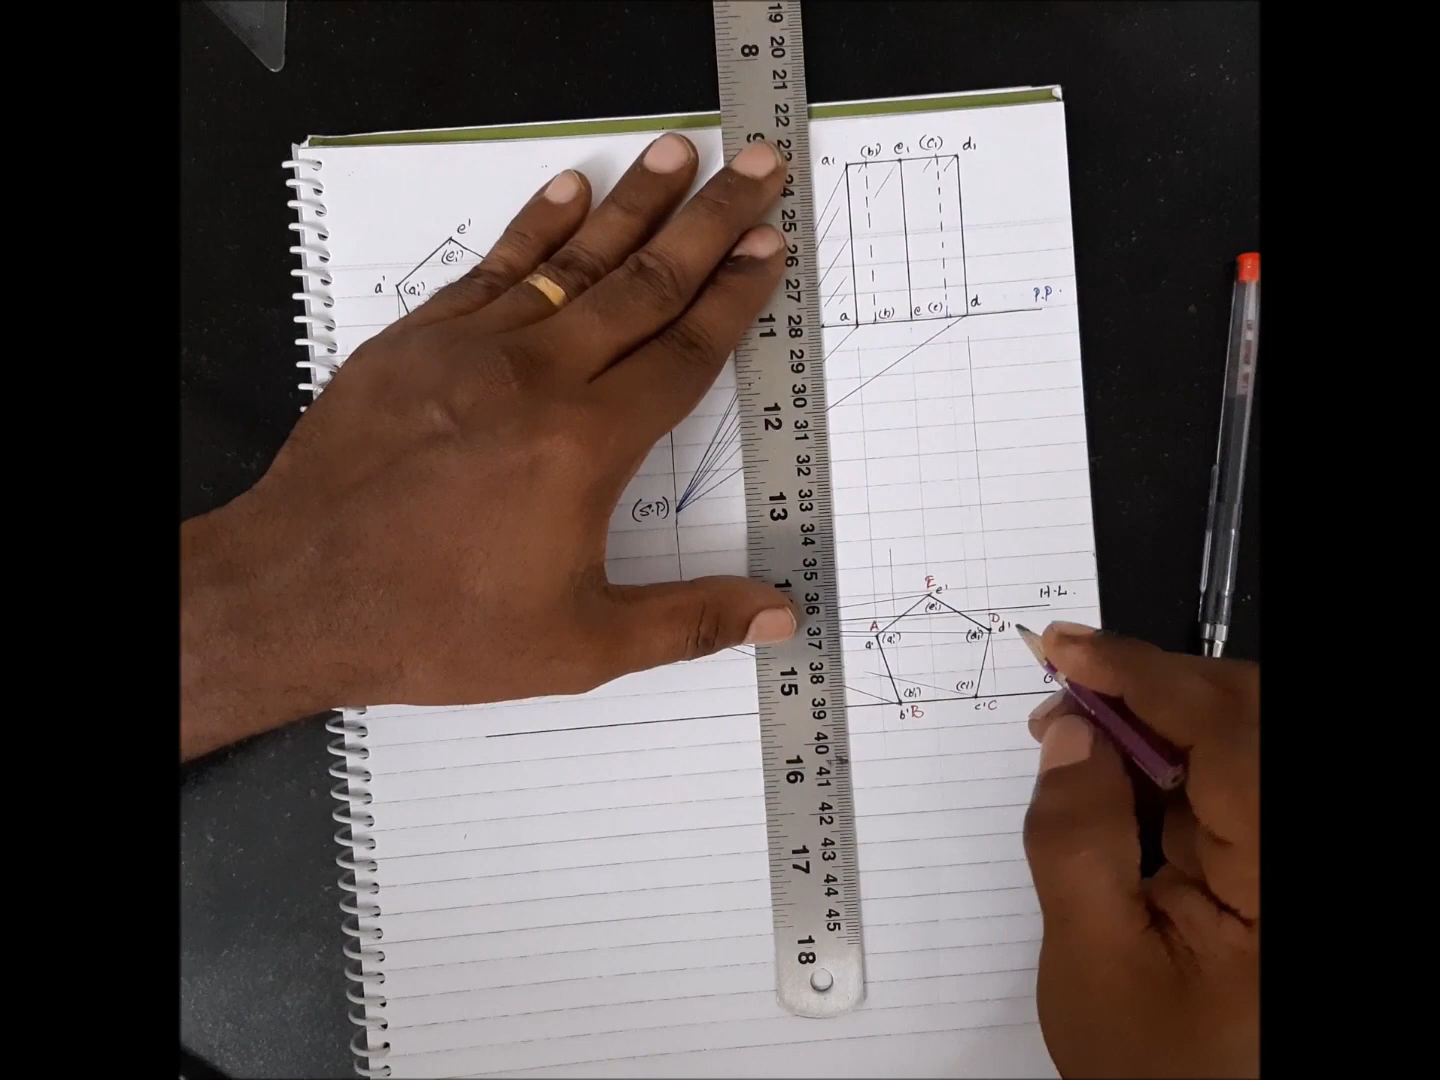 19 20 21 22 23 24 25 26 27 28 29 30 31 32 33 34 35 36 37 38 39 40 41 42 43 44 45
8 9 11 12 13 15 16 17 18
a₁ (b₁) e₁ (c₁) d₁
e'
(e₁')
a' (a₁')
P.P.
a (b) e (c) d
(S.P)
E e'
H.L.
(e₁')
A D d'
a' (a₁') (d₁')
G
(b₁') (c₁')
b' B c' C